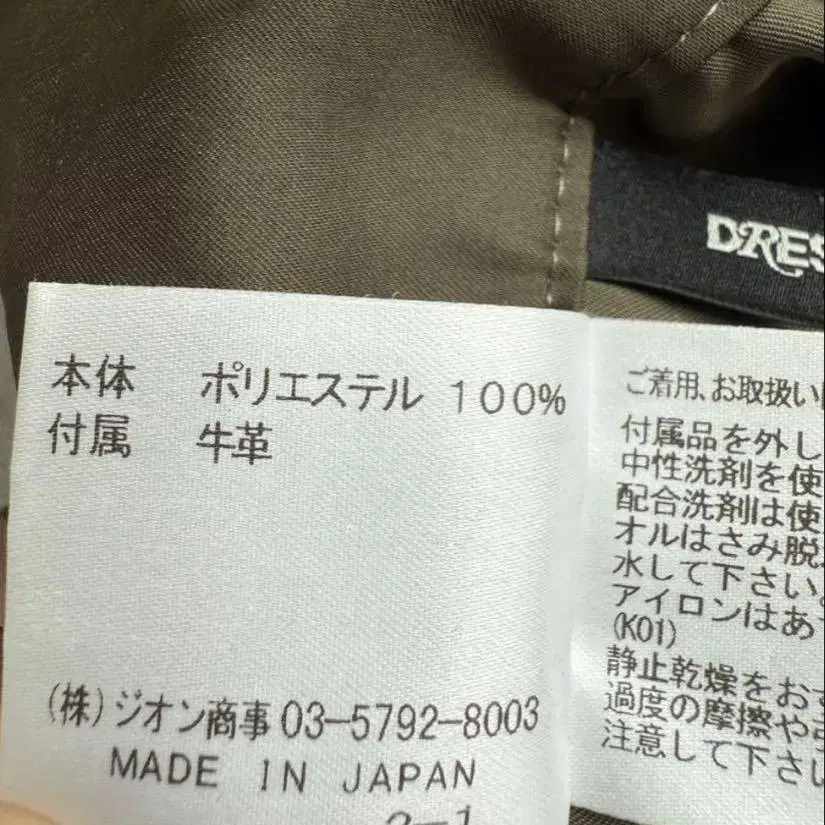 DRES
本体 ポリエステル 100%
付属 牛革
(株)ジオン商事 03-5792-8003
MADE IN JAPAN
2-1
ご着用、お取扱い
付属品を外し
中性洗剤を使
配合洗剤は使
オルはさみ脱
水して下さい。
アイロンはあ
(K01)
静止乾燥をお
過度の摩擦や
注意して下さい